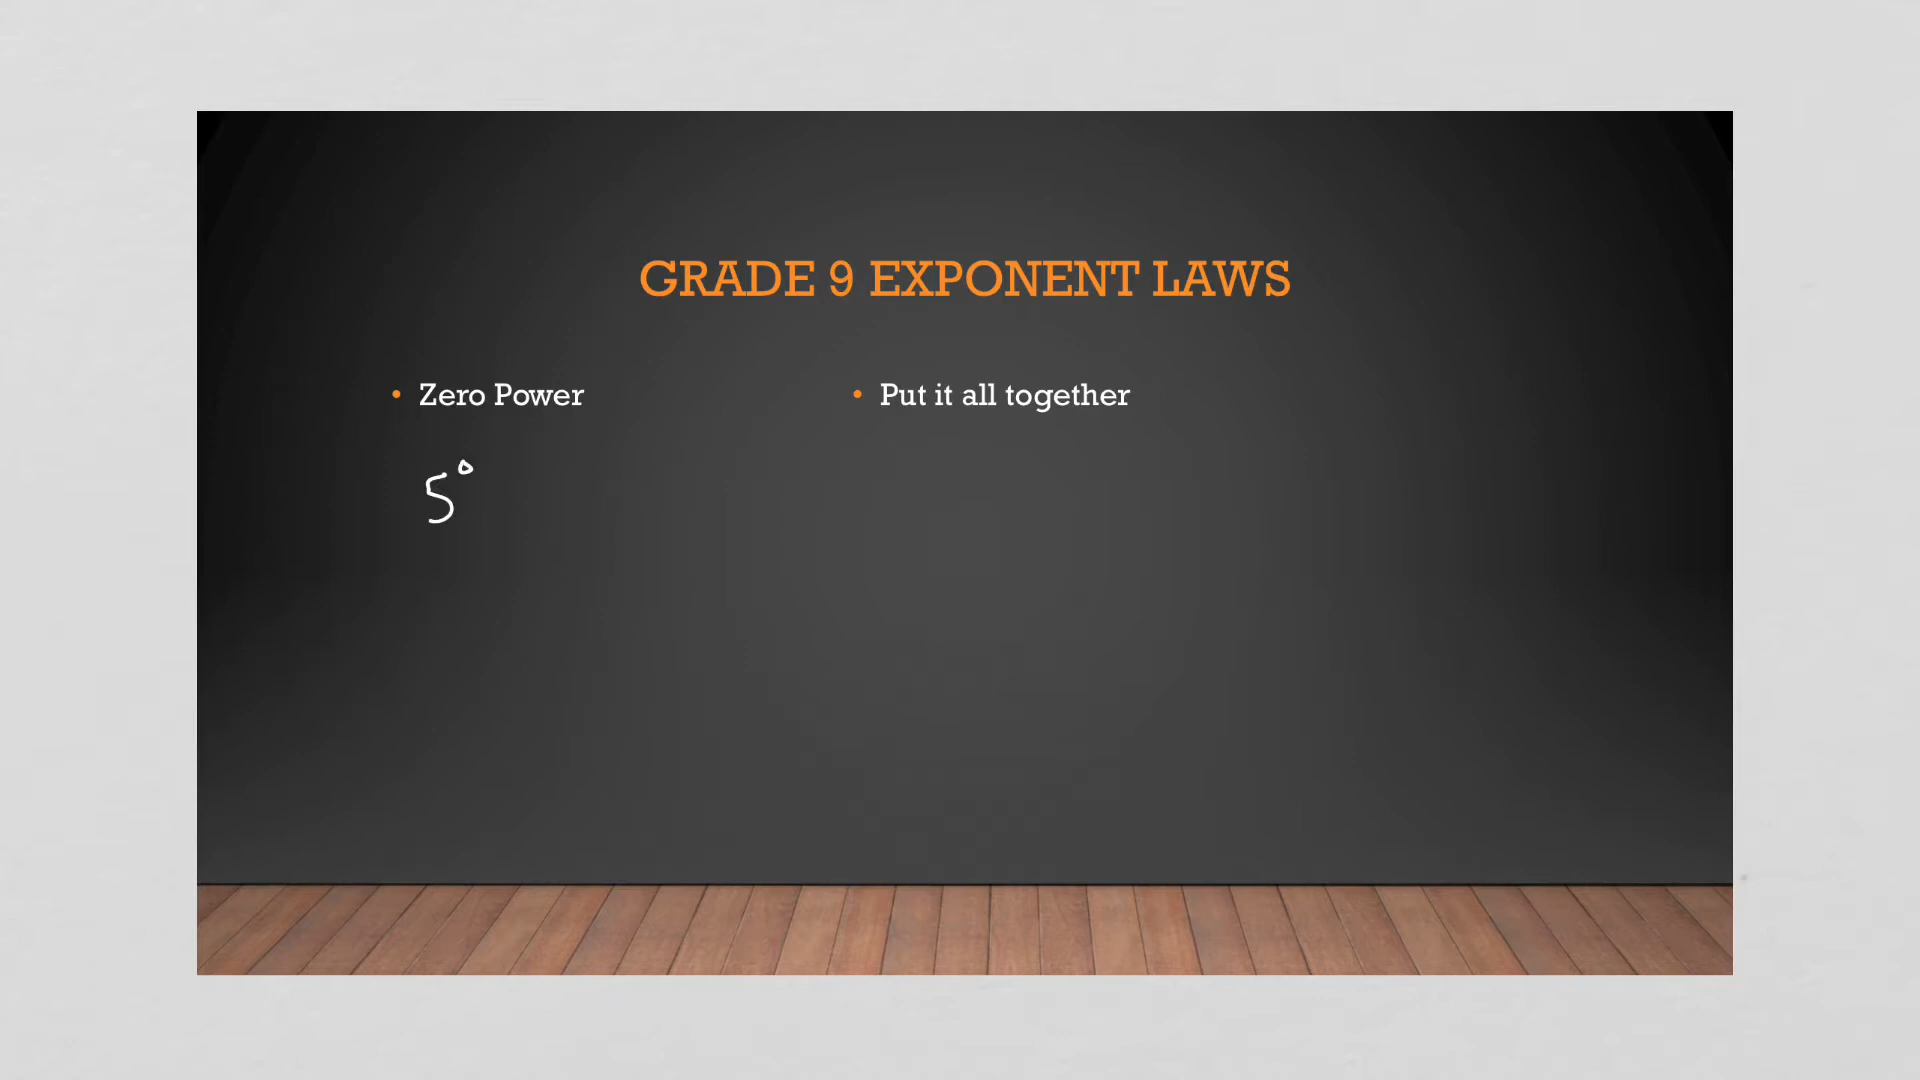 GRADE 9 EXPONENT LAWS
• Zero Power
5⁰
• Put it all together